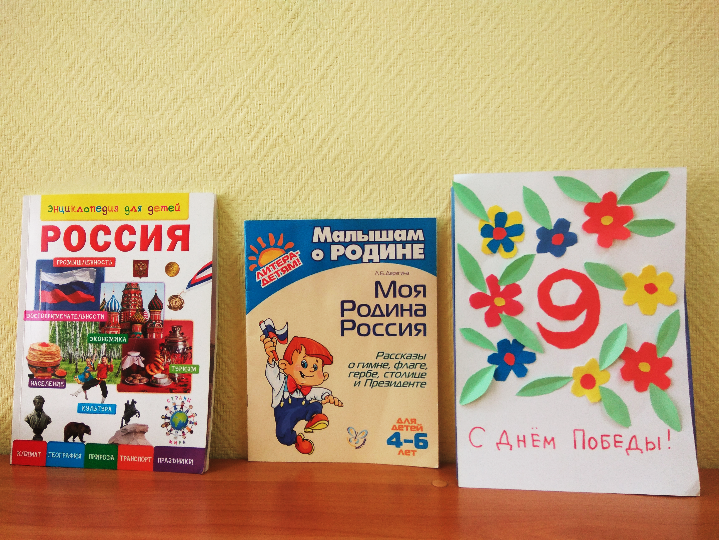 Энциклопедия для детей
РОССИЯ
ПРОМЫШЛЕННОСТЬ
ДОСТОПРИМЕЧАТЕЛЬНОСТИ
ЭКОНОМИКА
ТУРИЗМ
НАСЕЛЕНИЕ
КУЛЬТУРА
КЛИМАТ
ГЕОГРАФИЯ
ПРИРОДА
ТРАНСПОРТ
ПРАЗДНИКИ
ЛИТЕРА-
ДЕТЯМ!
Малышам
о РОДИНЕ
Моя
Родина
Россия
Рассказы
о гимне, флаге,
гербе, столице
и Президенте
для
детей
4–6
лет
9
С ДНЁМ ПОБЕДЫ!